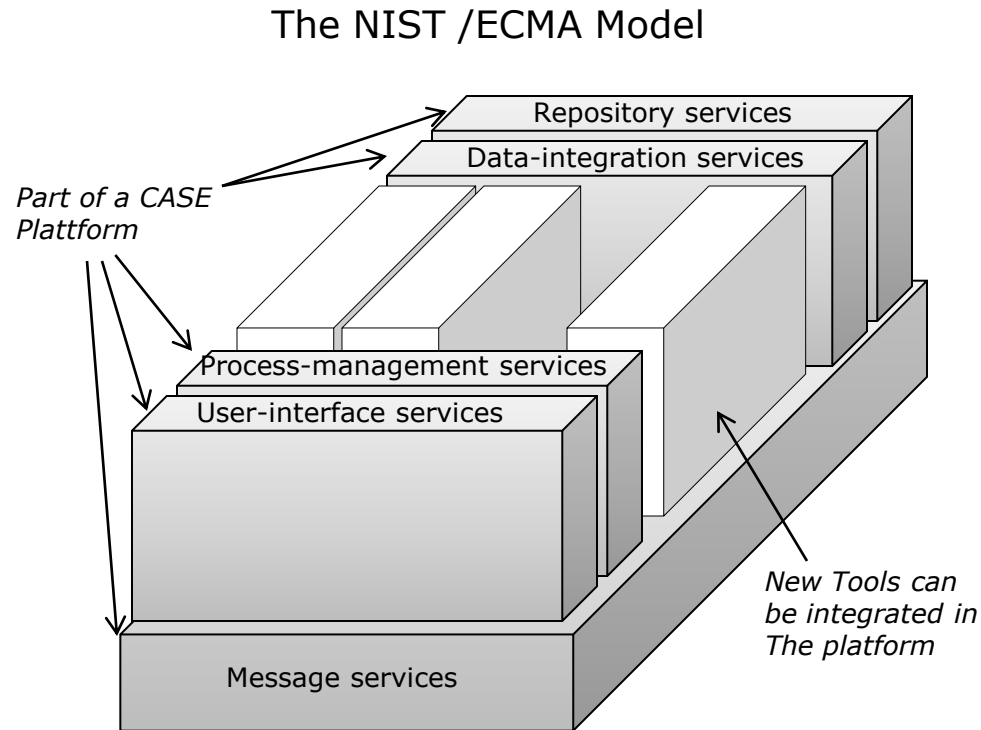 The NIST /ECMA Model
Repository services
Data-integration services
Part of a CASE
Plattform
Process-management services
User-interface services
New Tools can
be integrated in
The platform
Message services